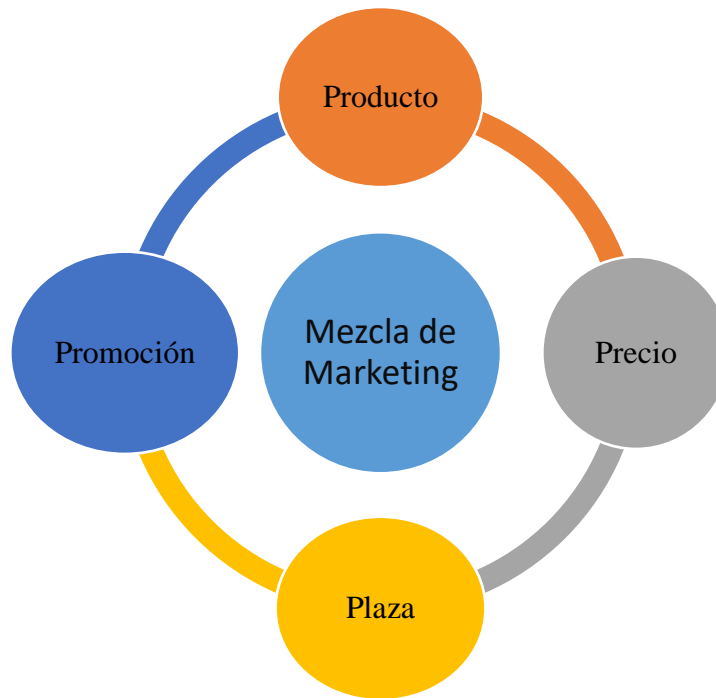 Producto
Promoción
Mezcla de
Marketing
Precio
Plaza